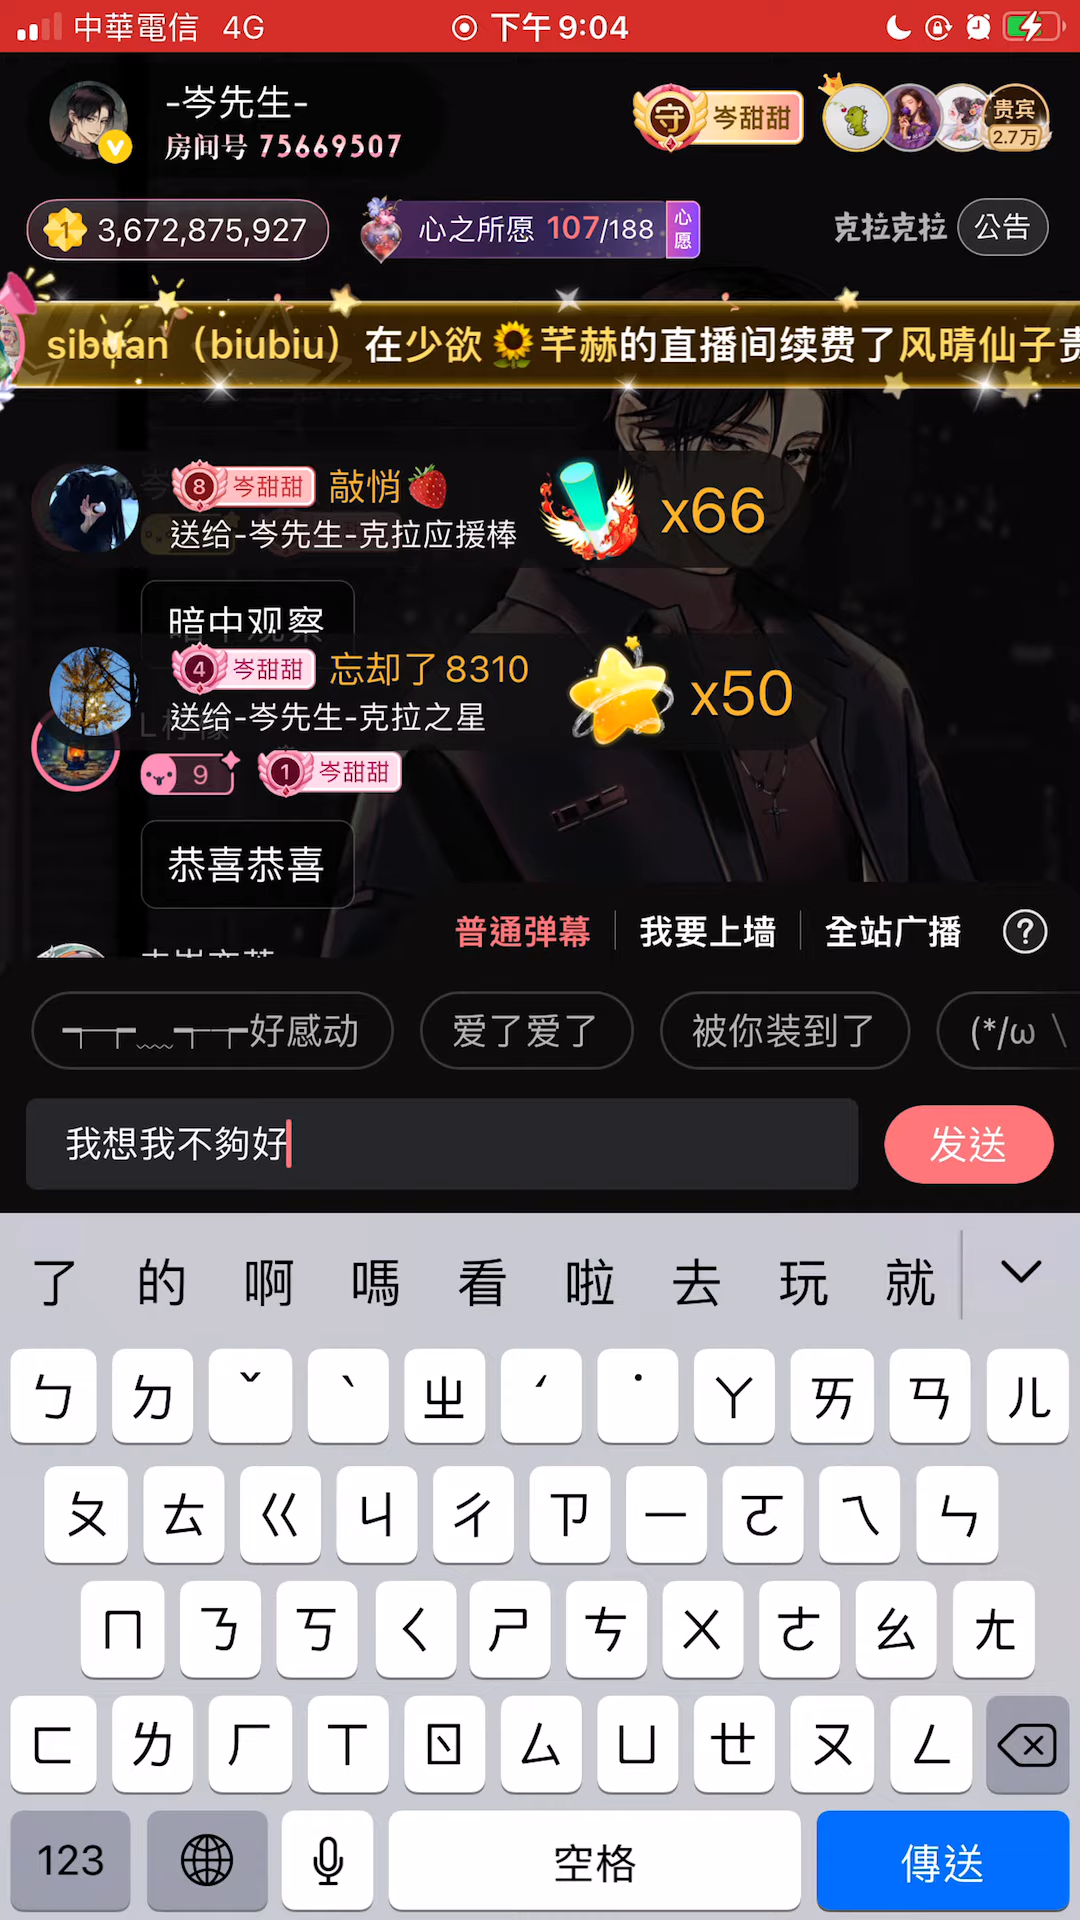 中華電信 4G 下午 9:04
-岑先生-
房间号 75669507
守 岑甜甜
贵宾
2.7万
1 3,672,875,927
心之所愿 107/188 心愿
克拉克拉 公告
sibuan（biubiu）在少欲🌻芊赫的直播间续费了风晴仙子贵
8 岑甜甜 敲悄🍓
送给-岑先生-克拉应援棒 x66
暗中观察
4 岑甜甜 忘却了8310
送给-岑先生-克拉之星 x50
9 1 岑甜甜
恭喜恭喜
普通弹幕 我要上墙 全站广播 ?
┭┮﹏┭┮好感动 爱了爱了 被你装到了 (*/ω＼
我想我不夠好 发送
了 的 啊 嗎 看 啦 去 玩 就
ㄅ ㄉ ˇ ˋ ㄓ ˊ ˙ ㄚ ㄞ ㄢ ㄦ
ㄆ ㄊ ㄍ ㄐ ㄔ ㄗ ㄧ ㄛ ㄟ ㄣ
ㄇ ㄋ ㄎ ㄑ ㄕ ㄘ ㄨ ㄜ ㄠ ㄤ
ㄈ ㄌ ㄏ ㄒ ㄖ ㄙ ㄩ ㄝ ㄡ ㄥ
123 空格 傳送